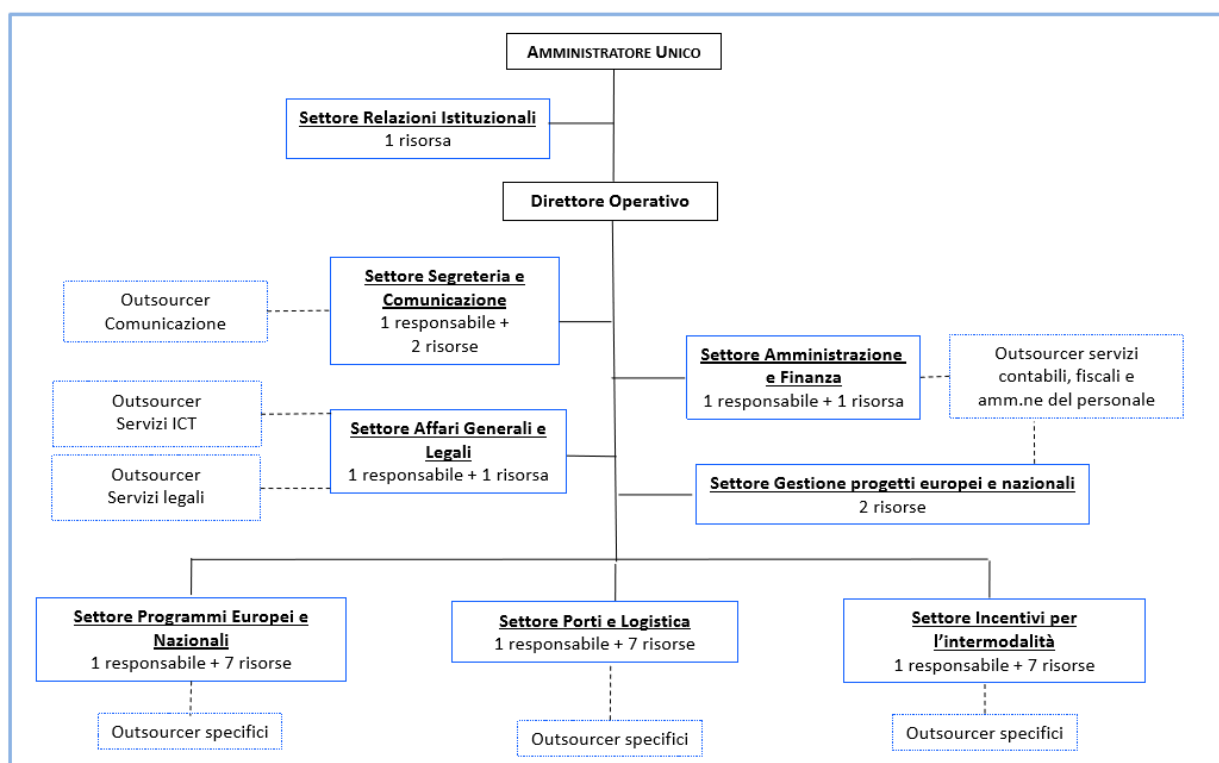 AMMINISTRATORE UNICO
Settore Relazioni Istituzionali
1 risorsa
Direttore Operativo
Settore Segreteria e
Comunicazione
1 responsabile +
2 risorse
Outsourcer
Comunicazione
Settore Amministrazione
e Finanza
1 responsabile + 1 risorsa
Outsourcer servizi
contabili, fiscali e
amm.ne del personale
Outsourcer
Servizi ICT
Settore Affari Generali e
Legali
1 responsabile + 1 risorsa
Outsourcer
Servizi legali
Settore Gestione progetti europei e nazionali
2 risorse
Settore Programmi Europei e
Nazionali
1 responsabile + 7 risorse
Settore Porti e Logistica
1 responsabile + 7 risorse
Settore Incentivi per
l’intermodalità
1 responsabile + 7 risorse
Outsourcer specifici
Outsourcer specifici
Outsourcer specifici